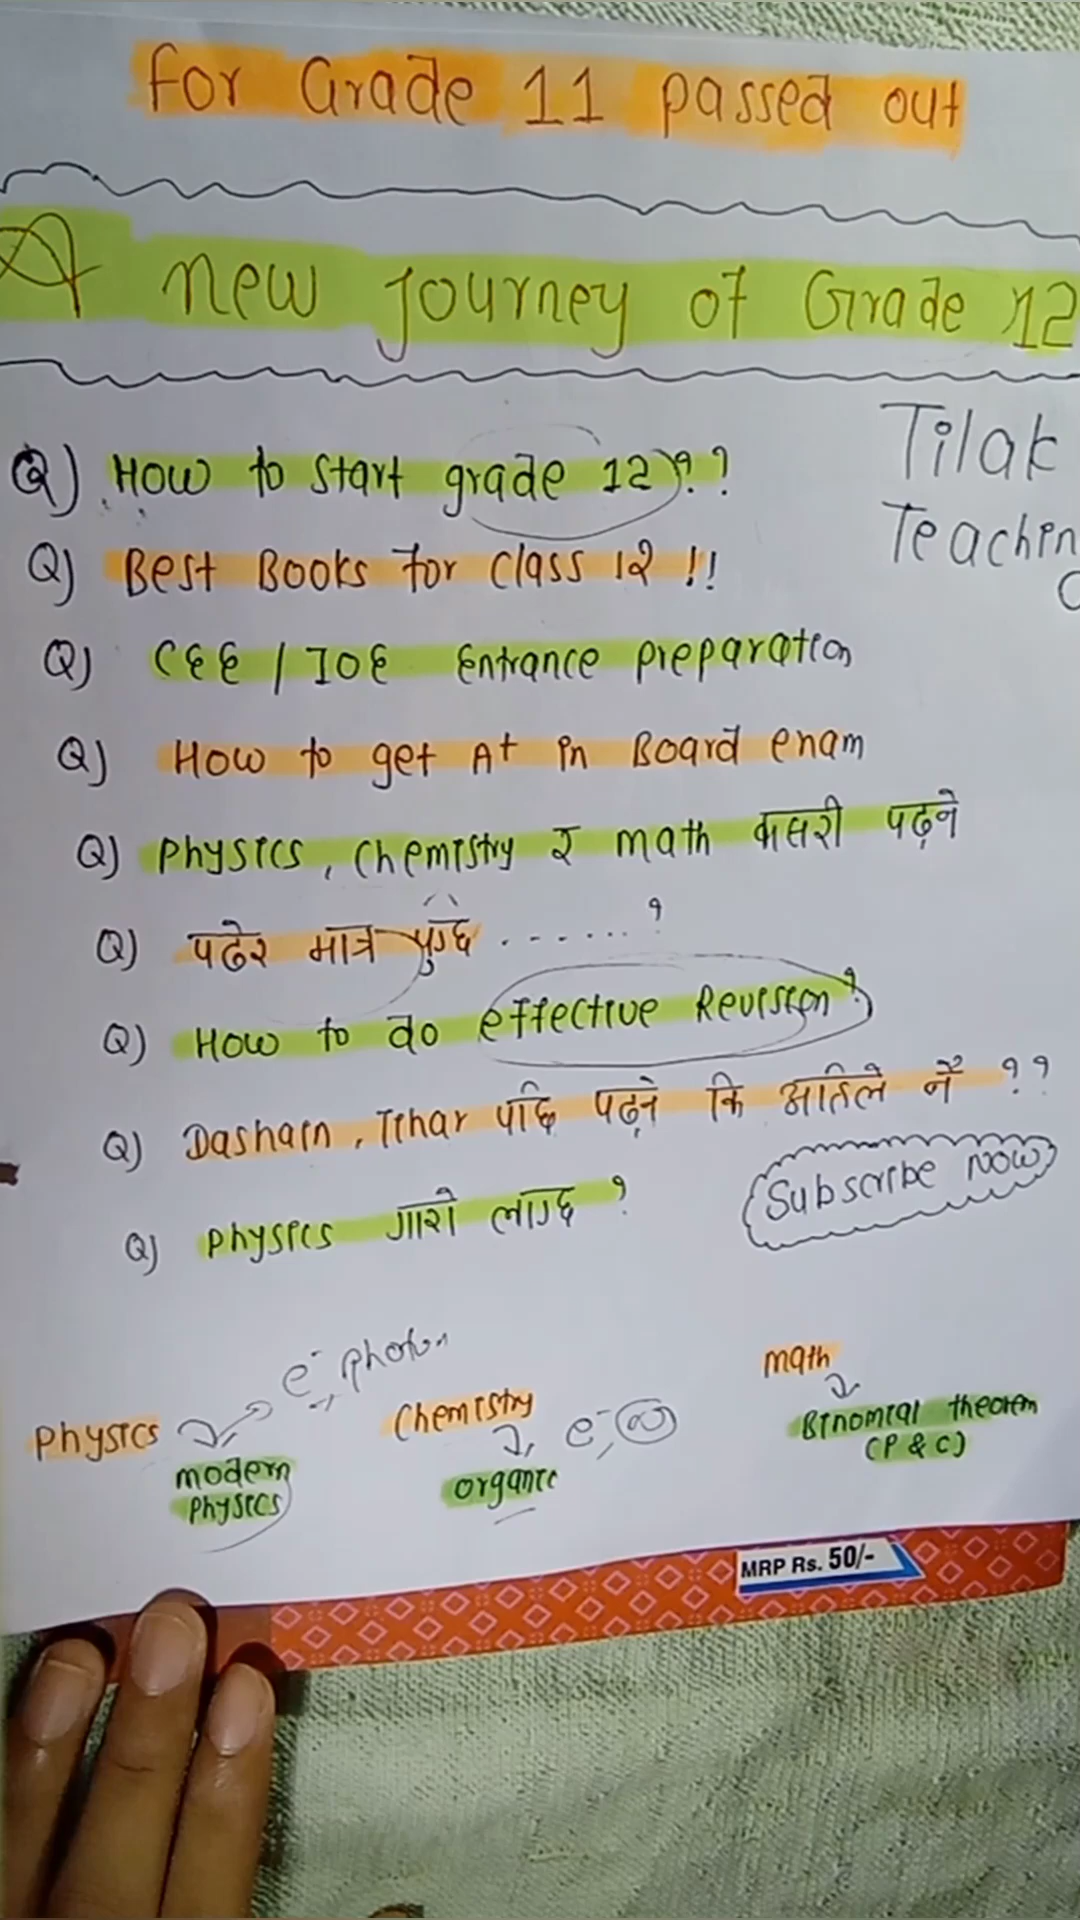 For Grade 11 passed out
A new journey of Grade 12
Q) How to start grade 12??
Tilak
Teachin
Q) Best Books for class 12 !!
Q) CEE / IOE Entrance preparation
Q) How to get A+ in Board enam
Q) Physics, Chemistry र math कसरी पढ्ने
Q) पढेर मात्र पुग्छ ......?
Q) How to do effective Revision?
Q) Dashain, Tihar पछि पढ्ने कि अहिले नै ??
Subscribe Now
Q) Physics गारो लाग्छ ?
e⁻, photon
Physics
modern
Physics
Chemistry
e⁻,
organic
math
Binomial theorem
(P & C)
MRP Rs. 50/-